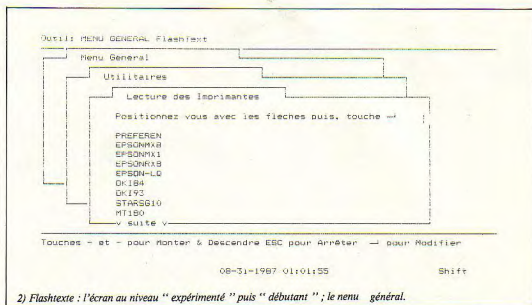 Outil: MENU GENERAL FlashText
Menu General
Utilitaires
Lecture des Imprimantes
Positionnez vous avec les fleches puis, touche ↵
PREFEREN
EPSONMX8
EPSONMX1
EPSONRX8
EPSON-LQ
OKI84
OKI93
STARSG10
MT180
v suite v
Touches - et - pour Monter & Descendre ESC pour Arrêter ↵ pour Modifier
08-31-1987 01:01:55 Shift
2) Flashtexte : l'écran au niveau “ expérimenté ” puis “ débutant ” ; le nenu général.